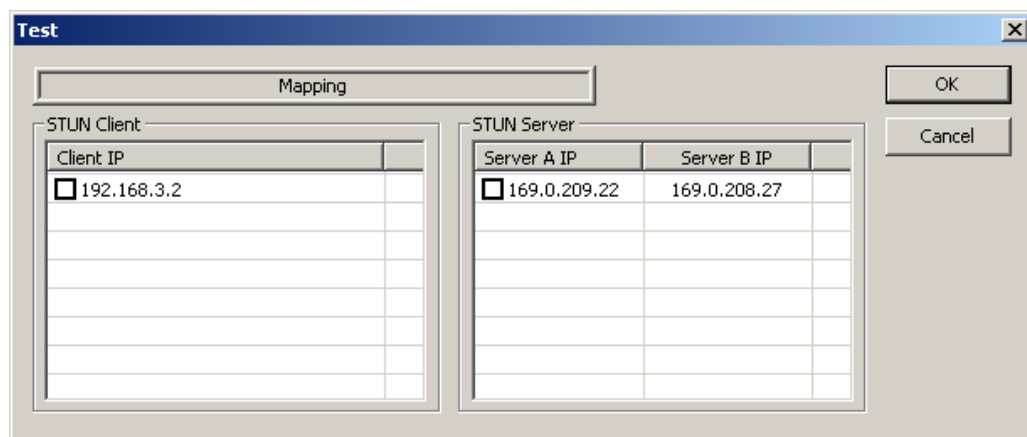 Test
Mapping
OK
Cancel
STUN Client
Client IP
192.168.3.2
STUN Server
Server A IP Server B IP
169.0.209.22 169.0.208.27